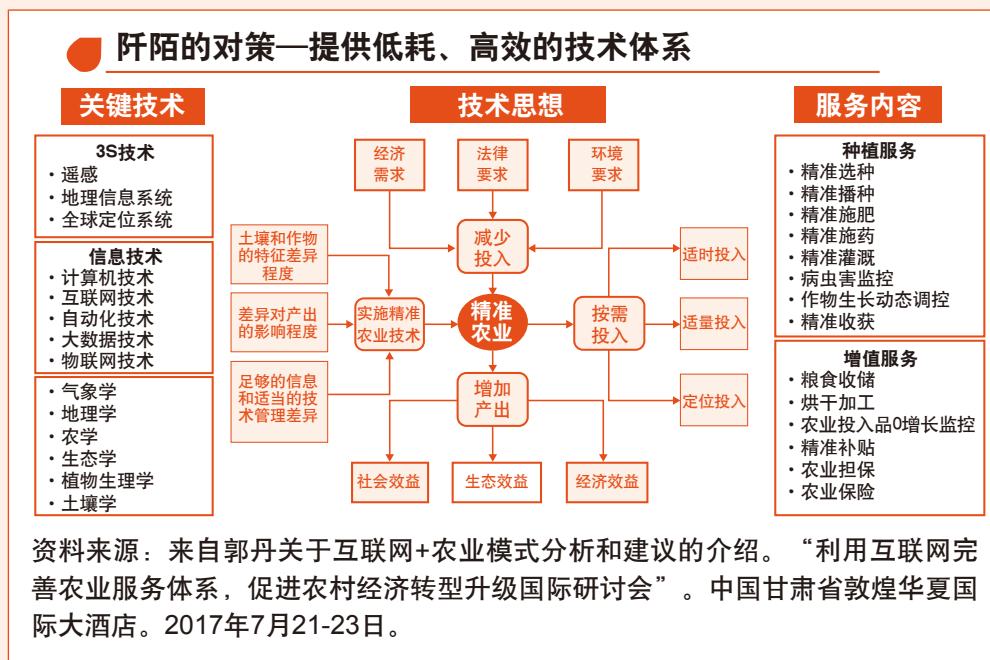 阡陌的对策—提供低耗、高效的技术体系
关键技术
3S技术
・遥感
・地理信息系统
・全球定位系统
信息技术
・计算机技术
・互联网技术
・自动化技术
・大数据技术
・物联网技术
・气象学
・地理学
・农学
・生态学
・植物生理学
・土壤学
技术思想
经济
需求
法律
要求
环境
要求
减少
投入
土壤和作物
的特征差异
程度
差异对产出
的影响程度
足够的信息
和适当的技
术管理差异
实施精准
农业技术
精准
农业
按需
投入
适时投入
适量投入
定位投入
增加
产出
社会效益
生态效益
经济效益
服务内容
种植服务
・精准选种
・精准播种
・精准施肥
・精准施药
・精准灌溉
・病虫害监控
・作物生长动态调控
・精准收获
增值服务
・粮食收储
・烘干加工
・农业投入品0增长监控
・精准补贴
・农业担保
・农业保险
资料来源：来自郭丹关于互联网+农业模式分析和建议的介绍。“利用互联网完
善农业服务体系，促进农村经济转型升级国际研讨会”。中国甘肃省敦煌华夏国
际大酒店。2017年7月21-23日。